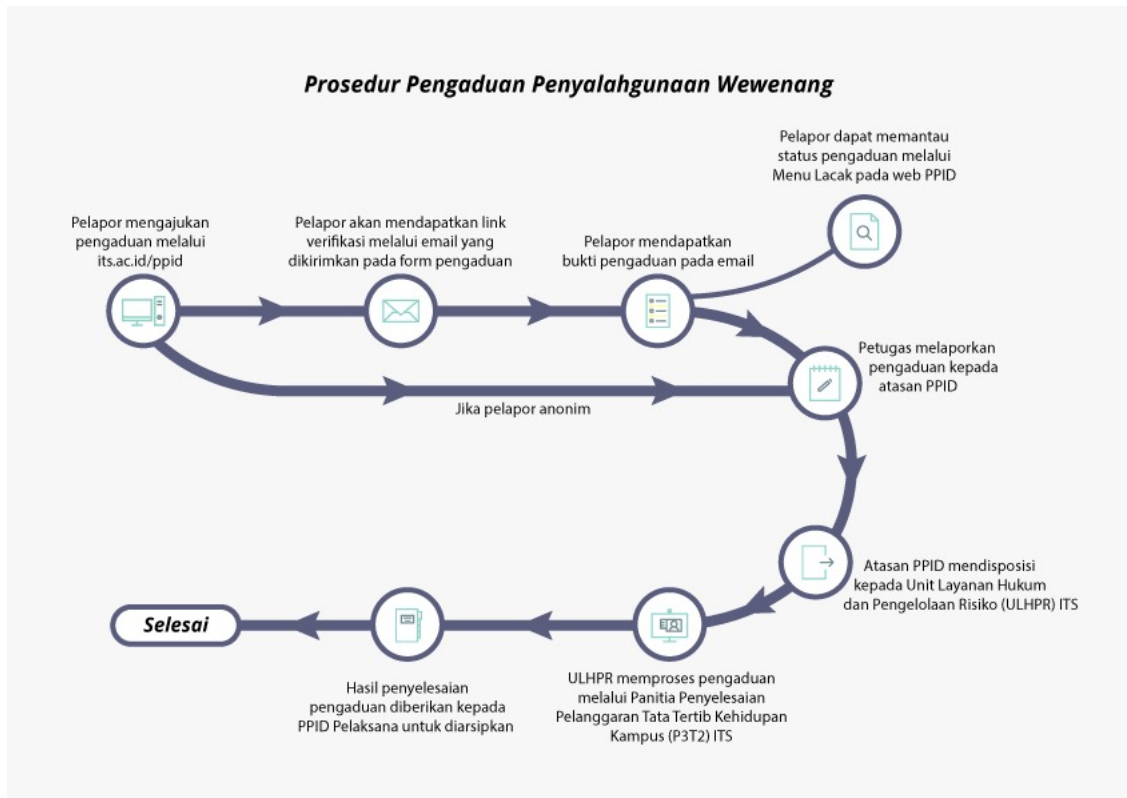 Prosedur Pengaduan Penyalahgunaan Wewenang
Pelapor mengajukan
pengaduan melalui
its.ac.id/ppid
Pelapor akan mendapatkan link
verifikasi melalui email yang
dikirimkan pada form pengaduan
Pelapor mendapatkan
bukti pengaduan pada email
Pelapor dapat memantau
status pengaduan melalui
Menu Lacak pada web PPID
Jika pelapor anonim
Petugas melaporkan
pengaduan kepada
atasan PPID
Atasan PPID mendisposisi
kepada Unit Layanan Hukum
dan Pengelolaan Risiko (ULHPR) ITS
ULHPR memproses pengaduan
melalui Panitia Penyelesaian
Pelanggaran Tata Tertib Kehidupan
Kampus (P3T2) ITS
Hasil penyelesaian
pengaduan diberikan kepada
PPID Pelaksana untuk diarsipkan
Selesai